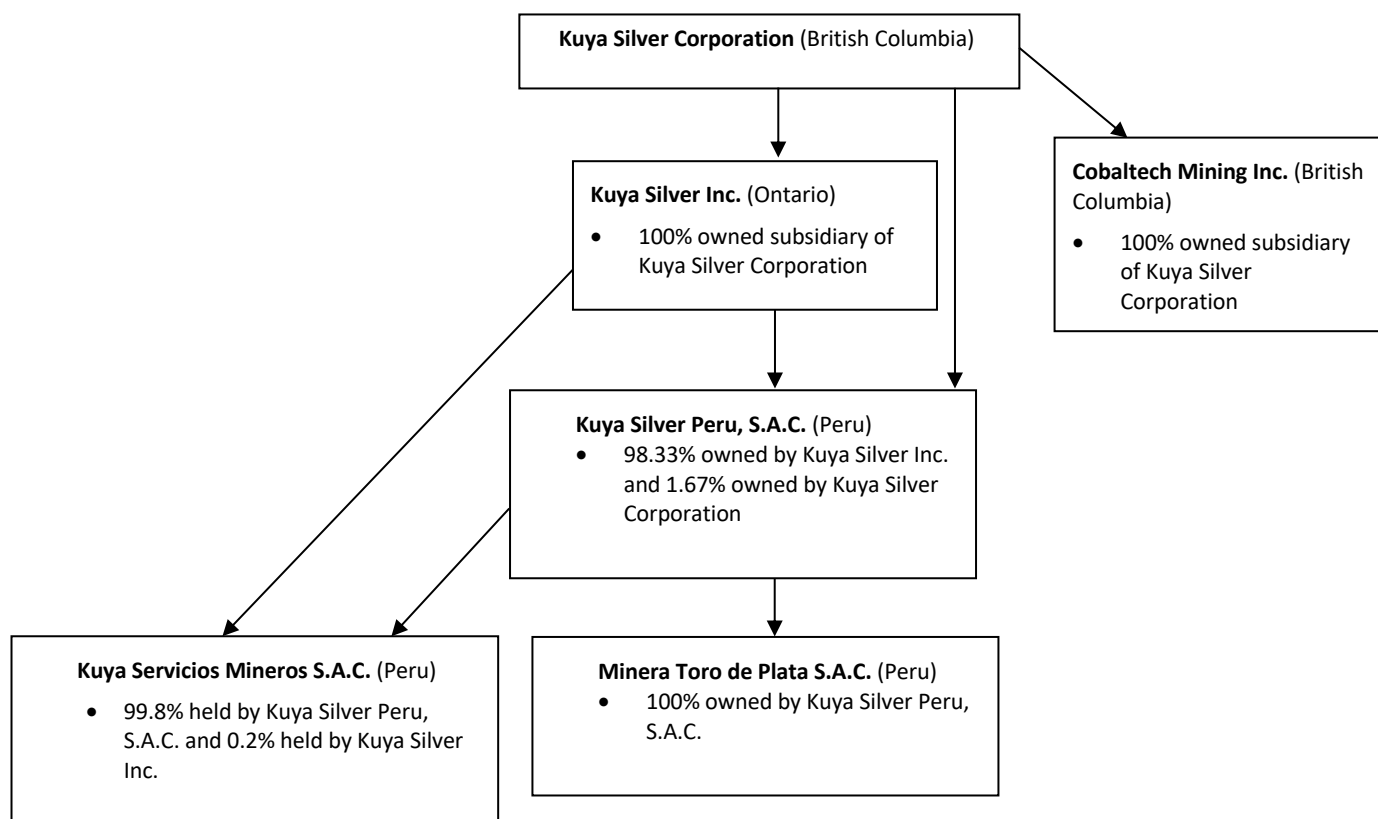 Kuya Silver Corporation (British Columbia)
Kuya Silver Inc. (Ontario)
• 100% owned subsidiary of
Kuya Silver Corporation
Cobaltech Mining Inc. (British
Columbia)
• 100% owned subsidiary
of Kuya Silver
Corporation
Kuya Silver Peru, S.A.C. (Peru)
• 98.33% owned by Kuya Silver Inc.
and 1.67% owned by Kuya Silver
Corporation
Kuya Servicios Mineros S.A.C. (Peru)
• 99.8% held by Kuya Silver Peru,
S.A.C. and 0.2% held by Kuya Silver
Inc.
Minera Toro de Plata S.A.C. (Peru)
• 100% owned by Kuya Silver Peru,
S.A.C.